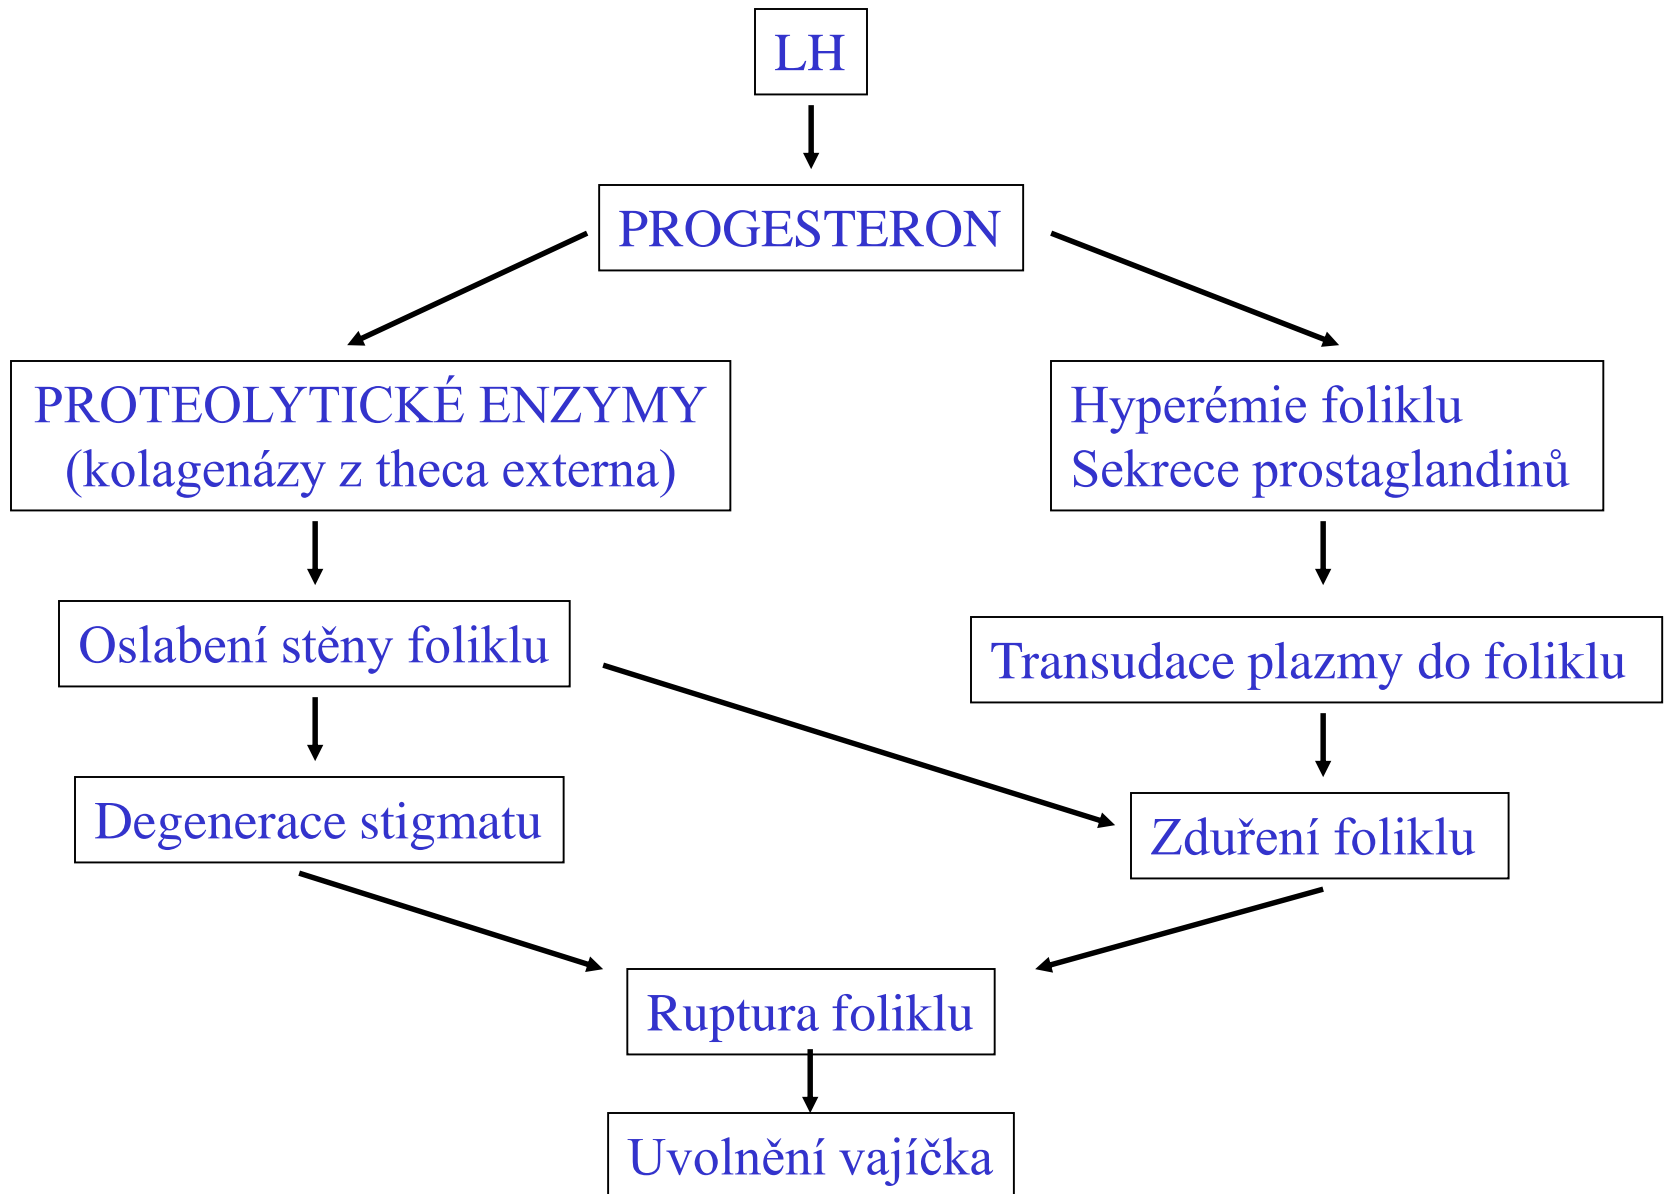 LH
PROGESTERON
PROTEOLYTICKÉ ENZYMY
(kolagenázy z theca externa)
Hyperémie foliklu
Sekrece prostaglandinů
Oslabení stěny foliklu
Transudace plazmy do foliklu
Degenerace stigmatu
Zduření foliklu
Ruptura foliklu
Uvolnění vajíčka